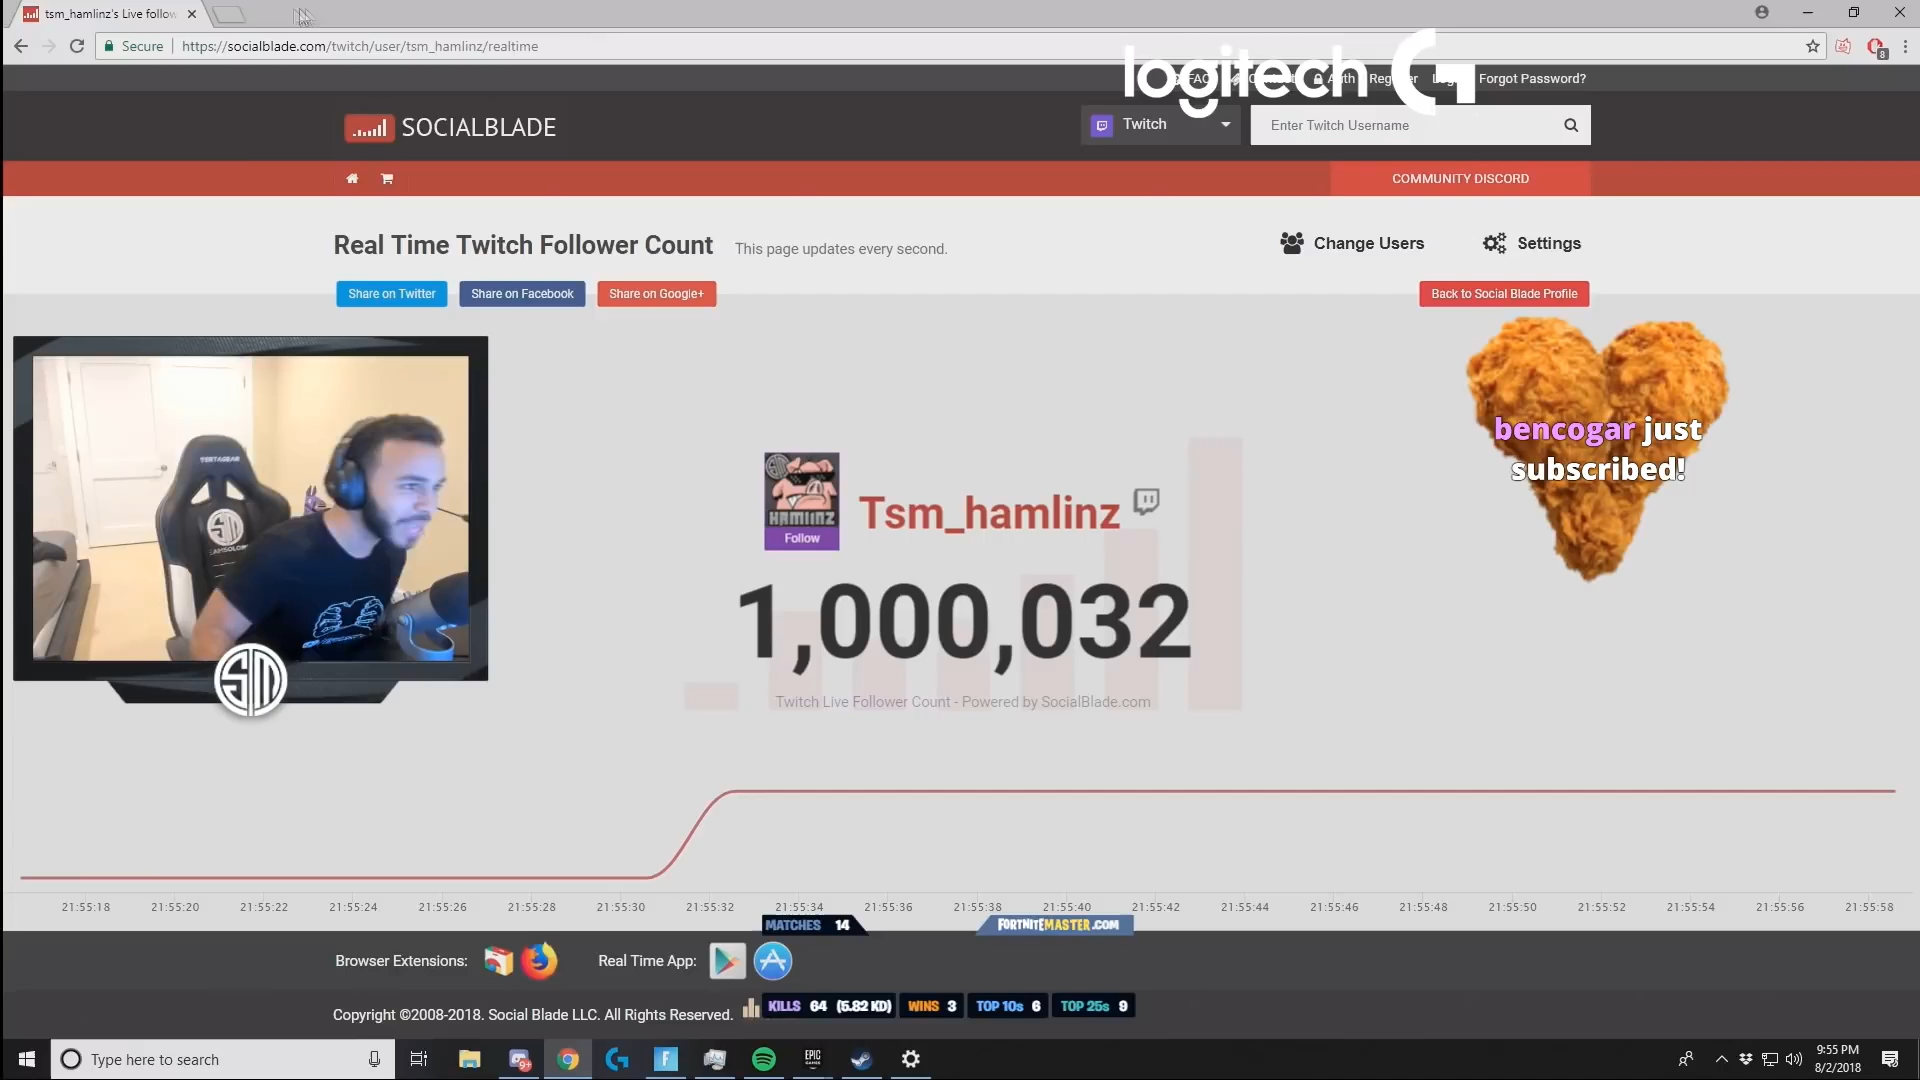 tsm_hamlinz's Live follow
Secure
https://socialblade.com/twitch/user/tsm_hamlinz/realtime
8
logitech G
FAQ
Auth
Forgot Password?
SOCIALBLADE
Twitch
Enter Twitch Username
COMMUNITY DISCORD
Real Time Twitch Follower Count
This page updates every second.
Change Users
Settings
Share on Twitter
Share on Facebook
Share on Google+
Back to Social Blade Profile
bencogar just
subscribed!
HAMLINZ
Follow
Tsm_hamlinz
1,000,032
Twitch Live Follower Count - Powered by SocialBlade.com
TSM
21:55:18 21:55:20 21:55:22 21:55:24 21:55:26 21:55:28 21:55:30 21:55:32 21:55:34 21:55:36 21:55:38 21:55:40 21:55:42 21:55:44 21:55:46 21:55:48 21:55:50 21:55:52 21:55:54 21:55:56 21:55:58
MATCHES 14
FORTNITEMASTER.COM
Browser Extensions:
Real Time App:
Copyright ©2008-2018. Social Blade LLC. All Rights Reserved.
KILLS 64 (5.82 KD)
WINS 3
TOP 10s 6
TOP 25s 9
Type here to search
9+
EPIC
GAMES
9:55 PM
8/2/2018